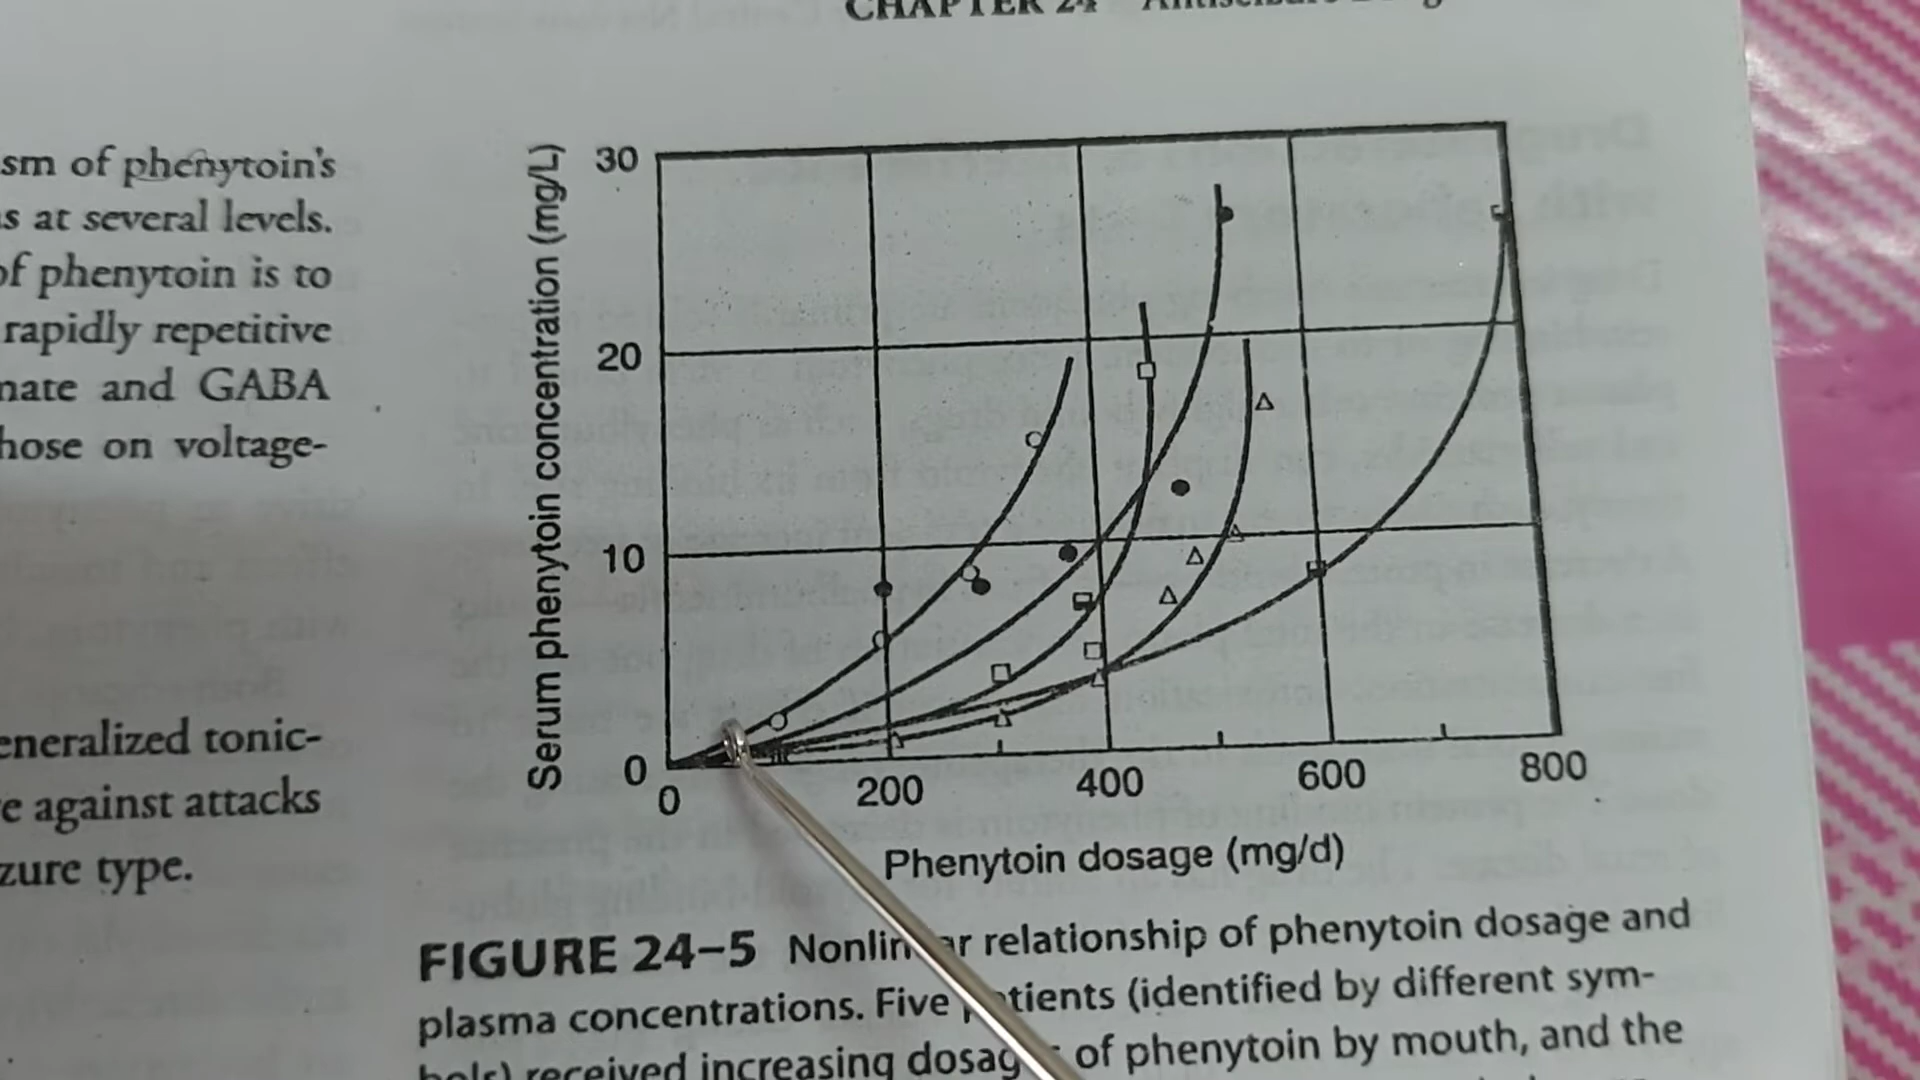 CHAPTER 24
sm of phenytoin's
s at several levels.
of phenytoin is to
rapidly repetitive
nate and GABA
hose on voltage-
eneralized tonic-
e against attacks
zure type.
Serum phenytoin concentration (mg/L)
30
20
10
0
0 200 400 600 800
Phenytoin dosage (mg/d)
FIGURE 24–5 Nonlin ar relationship of phenytoin dosage and
plasma concentrations. Five tients (identified by different sym-
bols) received increasing dosag of phenytoin by mouth, and the